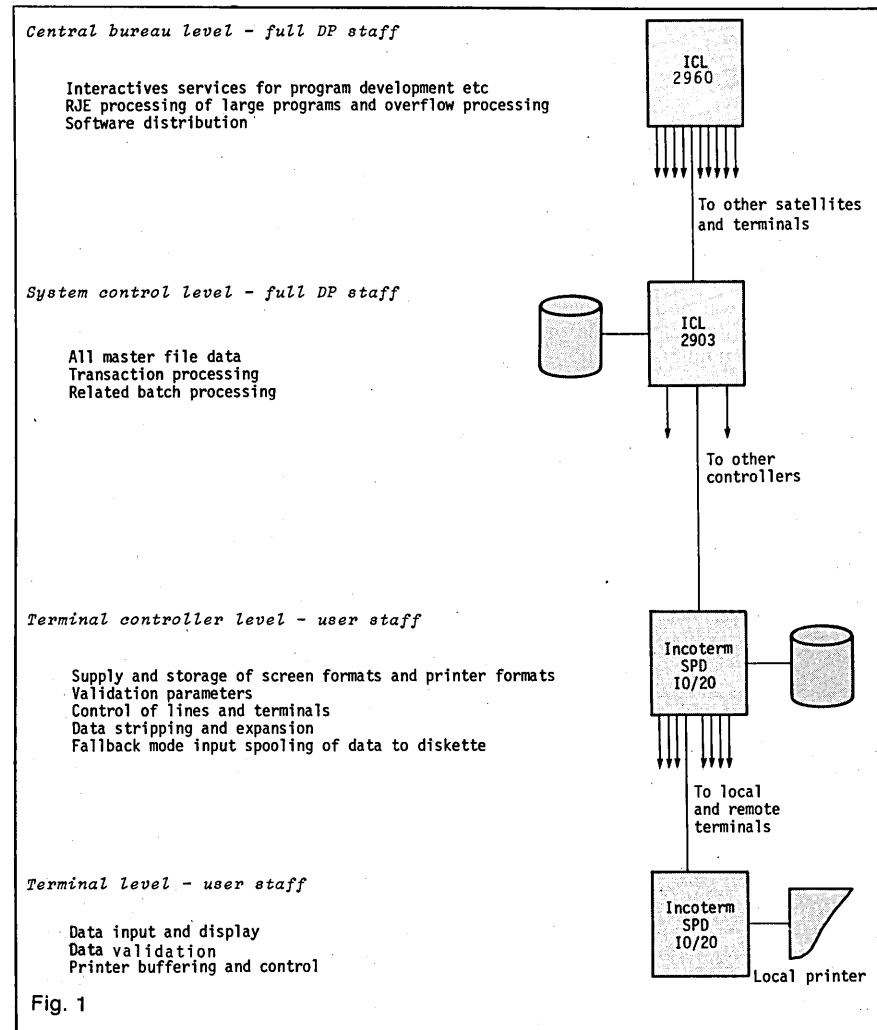 Central bureau level - full DP staff
Interactives services for program development etc
RJE processing of large programs and overflow processing
Software distribution
ICL
2960
To other satellites
and terminals
System control level - full DP staff
All master file data
Transaction processing
Related batch processing
ICL
2903
To other
controllers
Terminal controller level - user staff
Supply and storage of screen formats and printer formats
Validation parameters
Control of lines and terminals
Data stripping and expansion
Fallback mode input spooling of data to diskette
Incoterm
SPD
IO/20
To local
and remote
terminals
Terminal level - user staff
Data input and display
Data validation
Printer buffering and control
Incoterm
SPD
IO/20
Local printer
Fig. 1